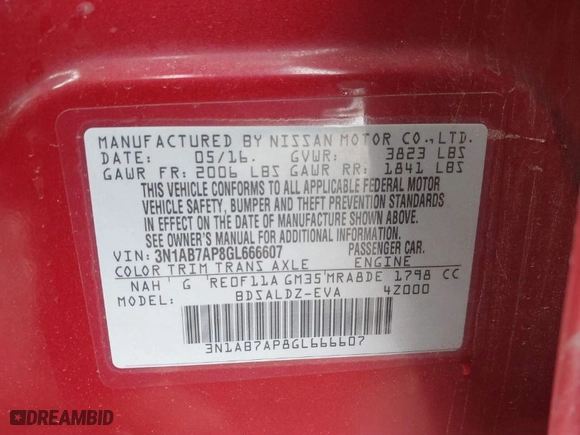 MANUFACTURED BY NISSAN MOTOR CO.,LTD.
DATE: 05/16. GVWR: 3823 LBS
GAWR FR: 2006 LBS GAWR RR: 1841 LBS
THIS VEHICLE CONFORMS TO ALL APPLICABLE FEDERAL MOTOR
VEHICLE SAFETY, BUMPER AND THEFT PREVENTION STANDARDS
IN EFFECT ON THE DATE OF MANUFACTURE SHOWN ABOVE.
SEE OWNER'S MANUAL FOR ADDITIONAL INFORMATION.
VIN: 3N1AB7AP8GL666607 PASSENGER CAR.
COLOR TRIM TRANS AXLE ENGINE
NAH' G 'RE0F11A GM35'MRA8DE 1798 CC
MODEL: BDSALDZ-EVA 4Z000
3N1AB7AP8GL666607
DREAMBID